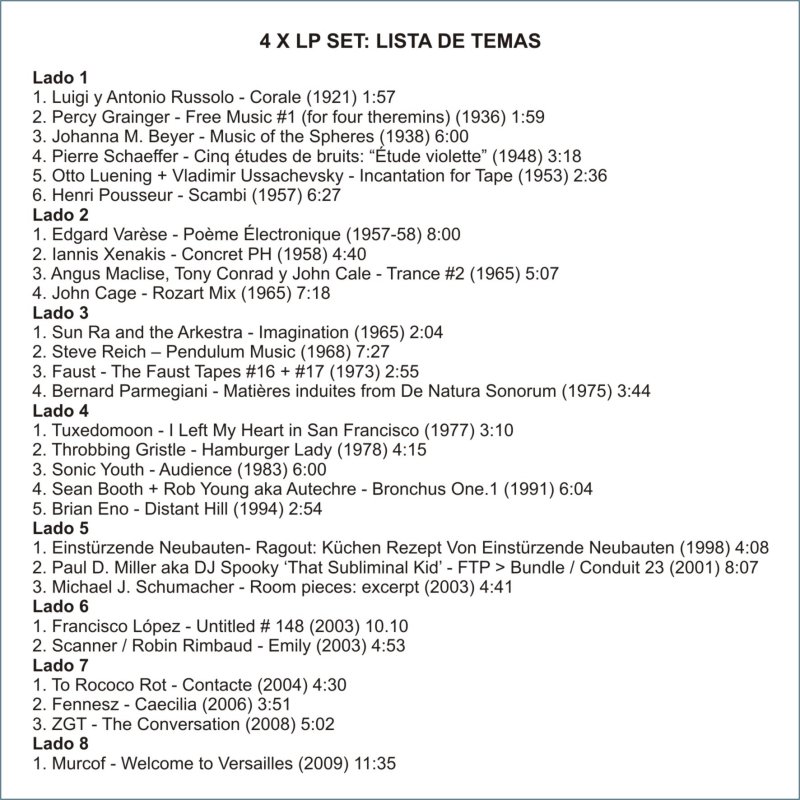 4 X LP SET: LISTA DE TEMAS
Lado 1
1. Luigi y Antonio Russolo - Corale (1921) 1:57
2. Percy Grainger - Free Music #1 (for four theremins) (1936) 1:59
3. Johanna M. Beyer - Music of the Spheres (1938) 6:00
4. Pierre Schaeffer - Cinq études de bruits: “Étude violette” (1948) 3:18
5. Otto Luening + Vladimir Ussachevsky - Incantation for Tape (1953) 2:36
6. Henri Pousseur - Scambi (1957) 6:27
Lado 2
1. Edgard Varèse - Poème Électronique (1957-58) 8:00
2. Iannis Xenakis - Concret PH (1958) 4:40
3. Angus Maclise, Tony Conrad y John Cale - Trance #2 (1965) 5:07
4. John Cage - Rozart Mix (1965) 7:18
Lado 3
1. Sun Ra and the Arkestra - Imagination (1965) 2:04
2. Steve Reich – Pendulum Music (1968) 7:27
3. Faust - The Faust Tapes #16 + #17 (1973) 2:55
4. Bernard Parmegiani - Matières induites from De Natura Sonorum (1975) 3:44
Lado 4
1. Tuxedomoon - I Left My Heart in San Francisco (1977) 3:10
2. Throbbing Gristle - Hamburger Lady (1978) 4:15
3. Sonic Youth - Audience (1983) 6:00
4. Sean Booth + Rob Young aka Autechre - Bronchus One.1 (1991) 6:04
5. Brian Eno - Distant Hill (1994) 2:54
Lado 5
1. Einstürzende Neubauten- Ragout: Küchen Rezept Von Einstürzende Neubauten (1998) 4:08
2. Paul D. Miller aka DJ Spooky ‘That Subliminal Kid’ - FTP > Bundle / Conduit 23 (2001) 8:07
3. Michael J. Schumacher - Room pieces: excerpt (2003) 4:41
Lado 6
1. Francisco López - Untitled # 148 (2003) 10.10
2. Scanner / Robin Rimbaud - Emily (2003) 4:53
Lado 7
1. To Rococo Rot - Contacte (2004) 4:30
2. Fennesz - Caecilia (2006) 3:51
3. ZGT - The Conversation (2008) 5:02
Lado 8
1. Murcof - Welcome to Versailles (2009) 11:35